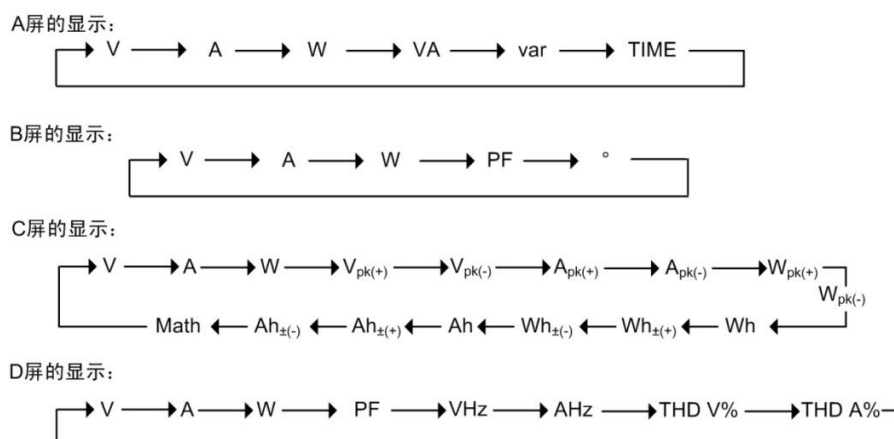 A屏的显示：
V A W VA var TIME
B屏的显示：
V A W PF °
C屏的显示：
V A W Vpk(+) Vpk(-) Apk(+) Apk(-) Wpk(+)
Wpk(-)
Math Ah±(-) Ah±(+) Ah Wh±(-) Wh±(+) Wh
D屏的显示：
V A W PF VHz AHz THD V% THD A%